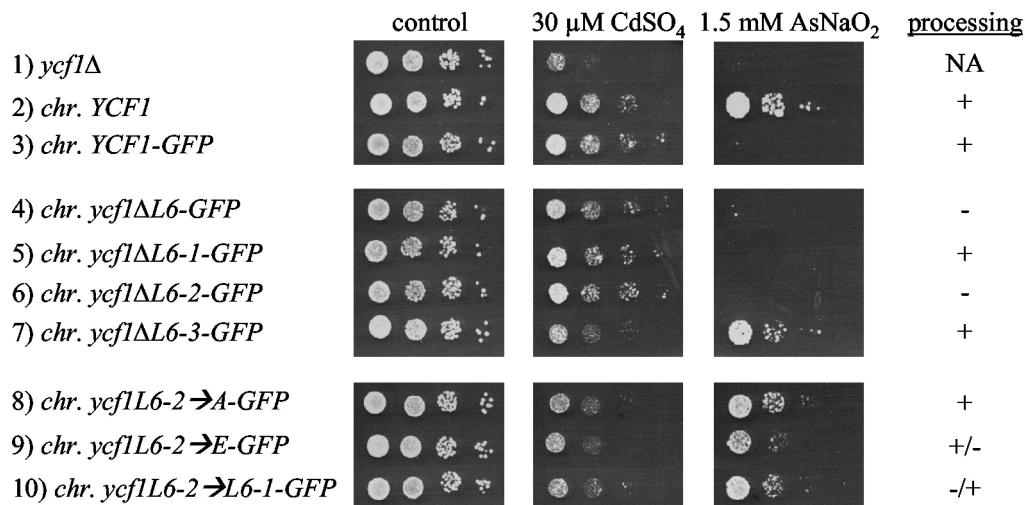 control 30 µM CdSO₄ 1.5 mM AsNaO₂ processing
1) ycf1Δ NA
2) chr. YCF1 +
3) chr. YCF1-GFP +
4) chr. ycf1ΔL6-GFP -
5) chr. ycf1ΔL6-1-GFP +
6) chr. ycf1ΔL6-2-GFP -
7) chr. ycf1ΔL6-3-GFP +
8) chr. ycf1L6-2→A-GFP +
9) chr. ycf1L6-2→E-GFP +/-
10) chr. ycf1L6-2→L6-1-GFP -/+